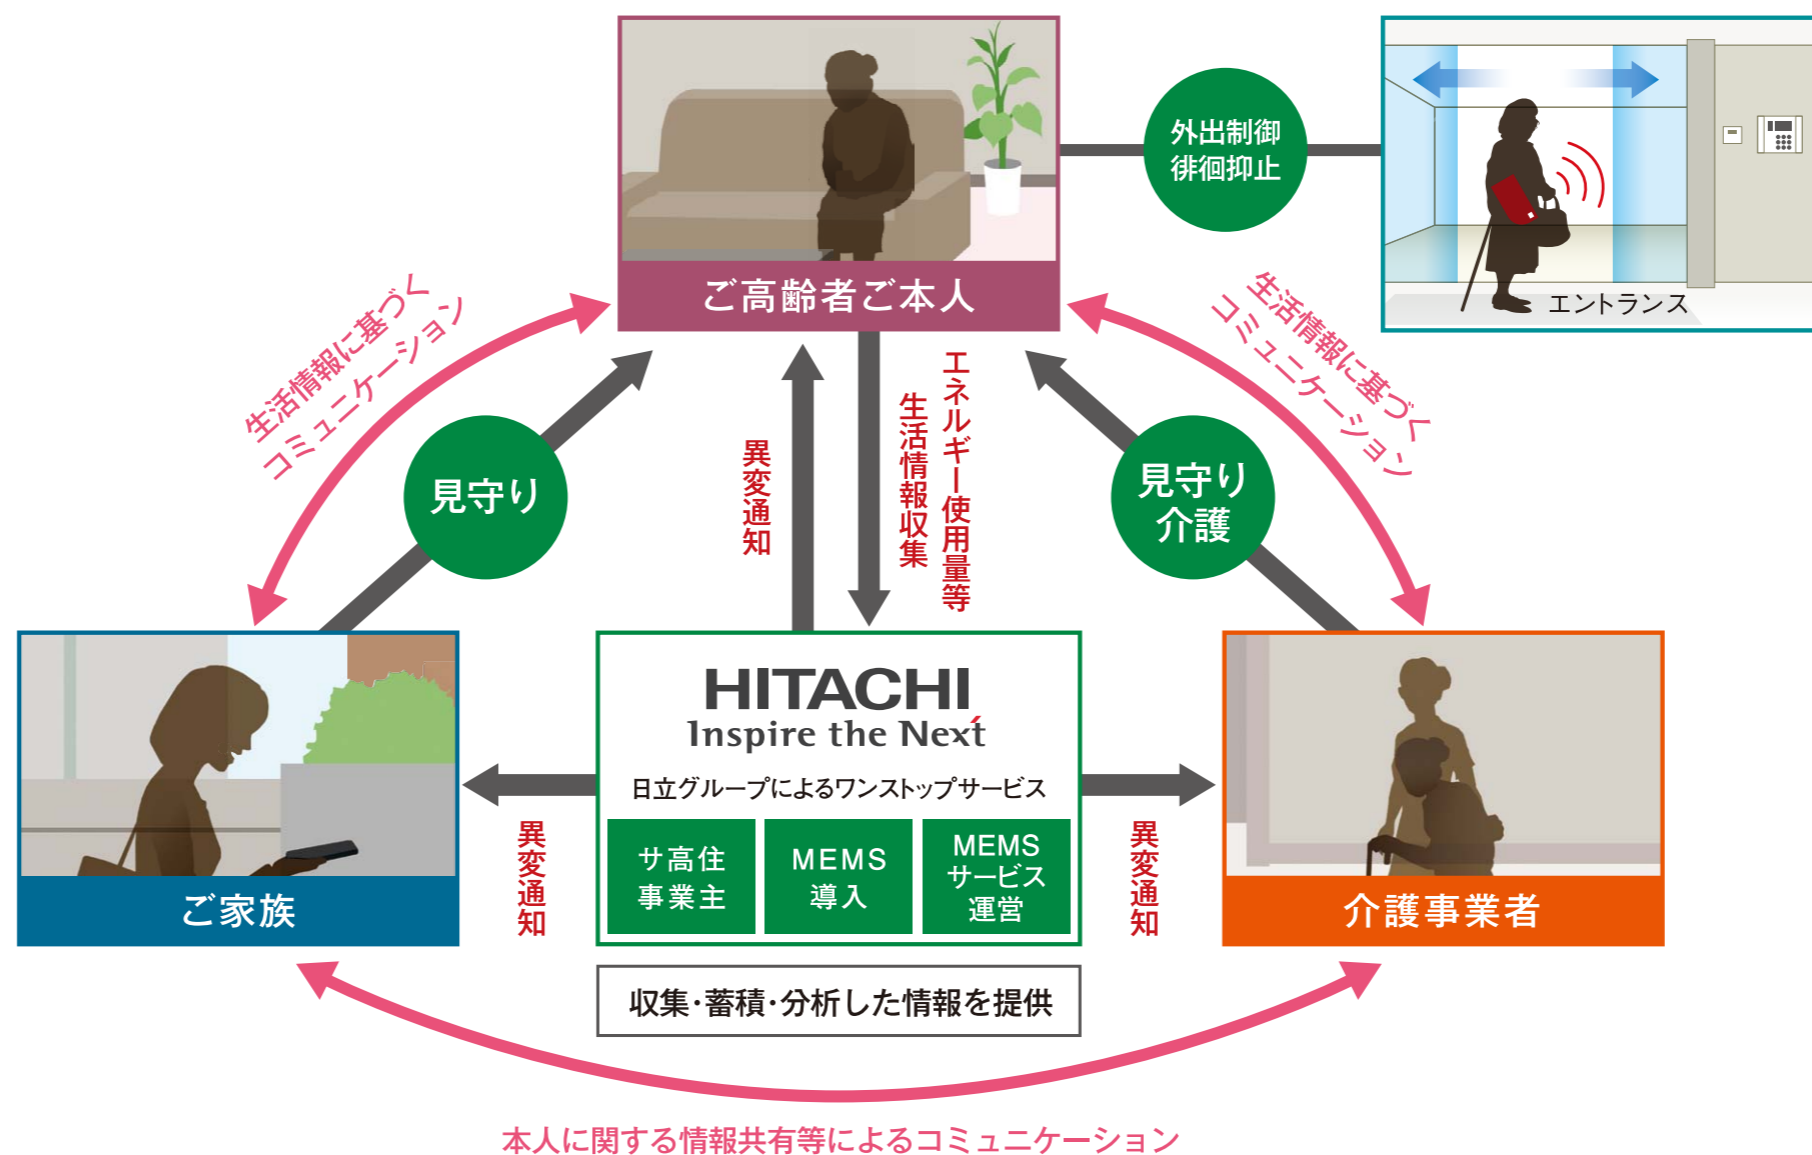 外出制御
徘徊抑止
エントランス
ご高齢者ご本人
生活情報に基づく
コミュニケーション
生活情報に基づく
コミュニケーション
見守り
異変通知
エネルギー使用量等
生活情報収集
見守り
介護
HITACHI
Inspire the Next
日立グループによるワンストップサービス
サ高住
事業主
MEMS
導入
MEMS
サービス
運営
異変通知
異変通知
ご家族
介護事業者
収集・蓄積・分析した情報を提供
本人に関する情報共有等によるコミュニケーション